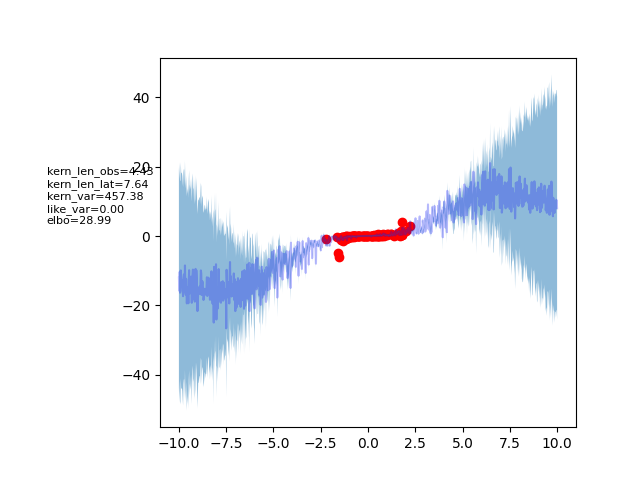 40
20
0
−20
−40
kern_len_obs=4.43
kern_len_lat=7.64
kern_var=457.38
like_var=0.00
elbo=28.99
−10.0 −7.5 −5.0 −2.5 0.0 2.5 5.0 7.5 10.0